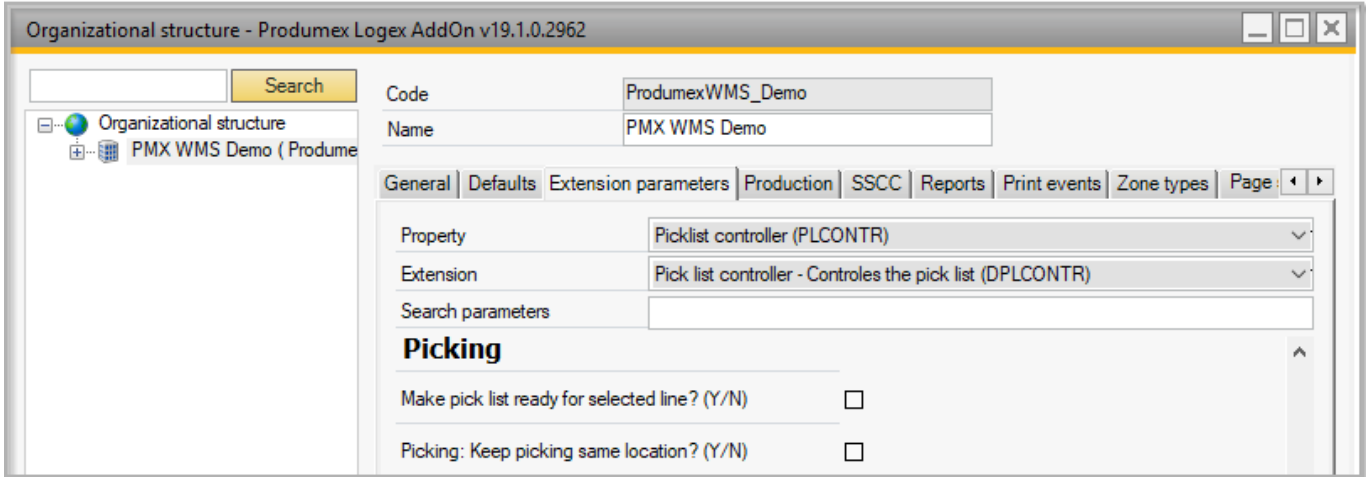 Organizational structure - Produmex Logex AddOn v19.1.0.2962
Search
Organizational structure
PMX WMS Demo ( Produme
Code ProdumexWMS_Demo
Name PMX WMS Demo
General Defaults Extension parameters Production SSCC Reports Print events Zone types Page
Property Picklist controller (PLCONTR)
Extension Pick list controller - Controles the pick list (DPLCONTR)
Search parameters
Picking
Make pick list ready for selected line? (Y/N)
Picking: Keep picking same location? (Y/N)